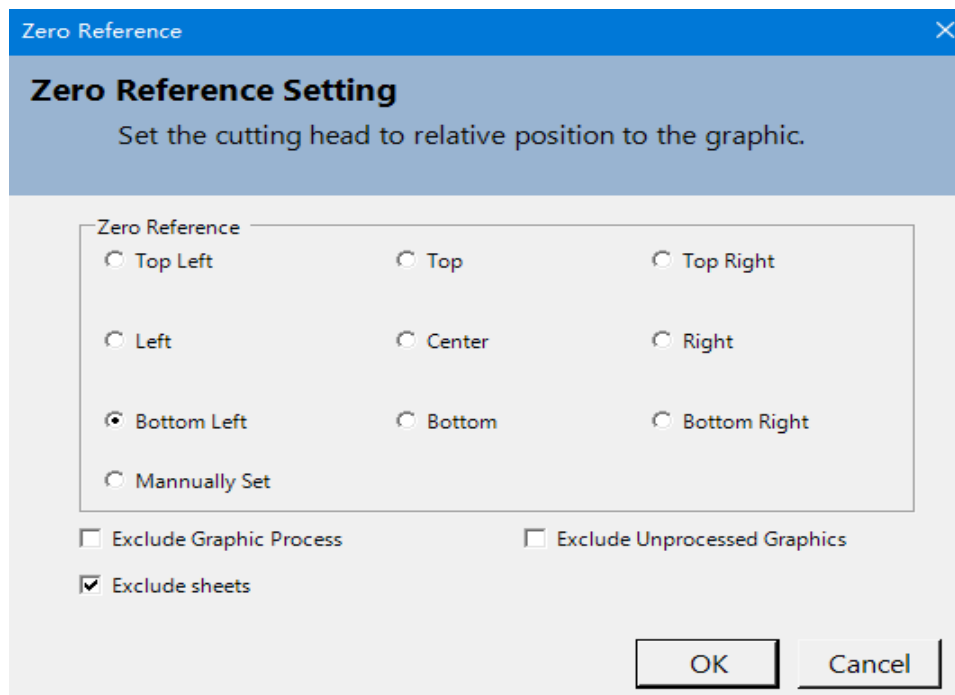 Zero Reference
Zero Reference Setting
Set the cutting head to relative position to the graphic.
Zero Reference
Top Left Top Top Right
Left Center Right
Bottom Left Bottom Bottom Right
Mannually Set
Exclude Graphic Process Exclude Unprocessed Graphics
Exclude sheets
OK Cancel